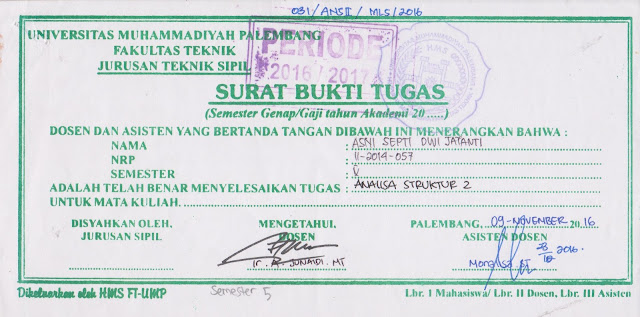 031/ANSII/MLS/2016
UNIVERSITAS MUHAMMADIYAH PALEMBANG
FAKULTAS TEKNIK
JURUSAN TEKNIK SIPIL
PERIODE
2016/2017
SURAT BUKTI TUGAS
(Semester Genap/Gaji tahun Akademi 20 .....)
DOSEN DAN ASISTEN YANG BERTANDA TANGAN DIBAWAH INI MENERANGKAN BAHWA :
NAMA : ASNI SEPTI DWI JAYANTI
NRP : 11-2014-057
SEMESTER : V
ADALAH TELAH BENAR MENYELESAIKAN TUGAS : ANALISA STRUKTUR 2
UNTUK MATA KULIAH.
DISYAHKAN OLEH, MENGETAHUI, PALEMBANG, 09-NOVEMBER 20.16
JURUSAN SIPIL DOSEN ASISTEN DOSEN
2016.
Ir. A. JUNAIDI. MT
Dikeluarkan oleh HMS FT-UMP Semester 5 Lbr. I Mahasiswa/ Lbr. II Dosen, Lbr. III Asisten